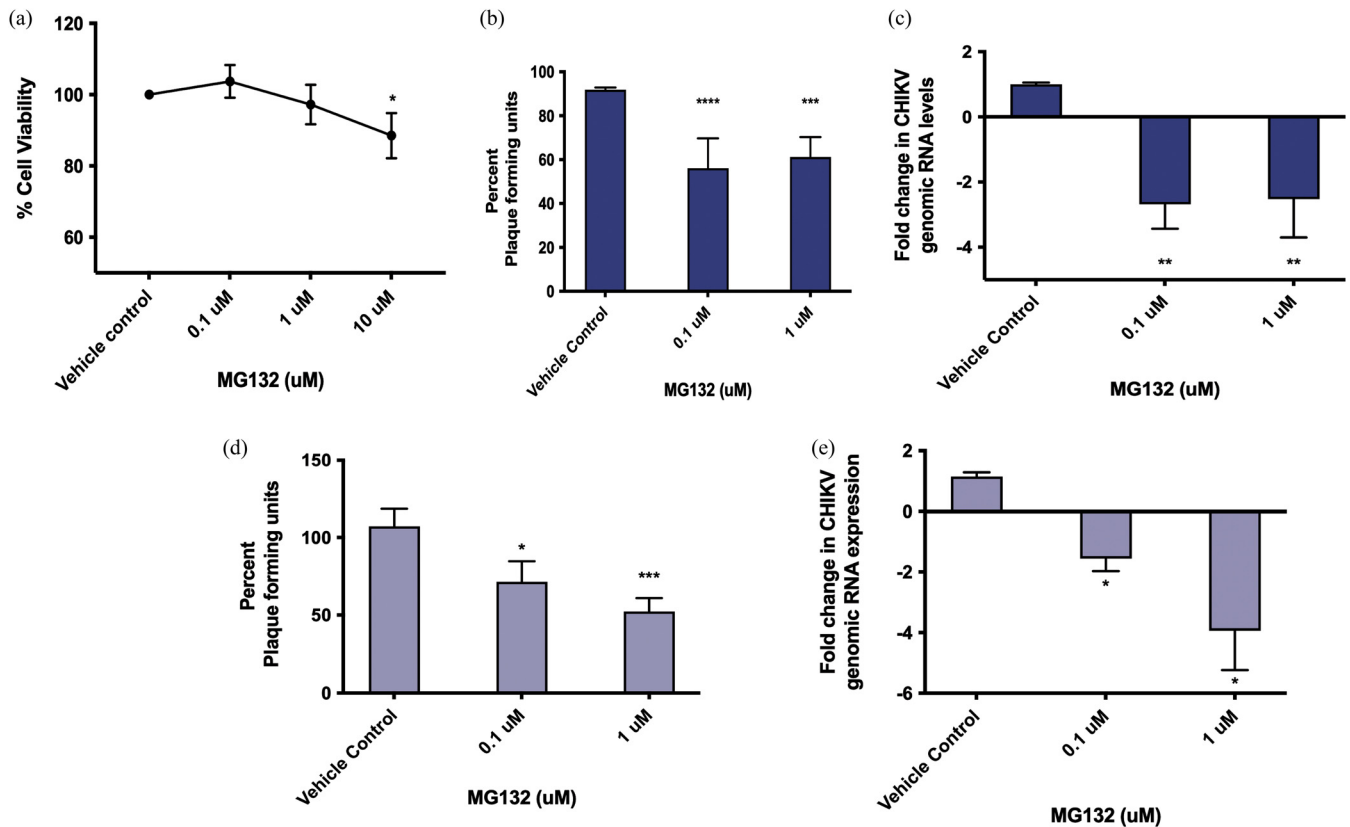 (a)
% Cell Viability
120
100
80
60
*
Vehicle control
0.1 uM
1 uM
10 uM
MG132 (uM)
(b)
Percent
Plaque forming units
100
80
60
40
20
0
****
***
Vehicle Control
0.1 uM
1 uM
MG132 (uM)
(c)
Fold change in CHIKV
genomic RNA levels
2
0
-2
-4
**
**
Vehicle Control
0.1 uM
1 uM
MG132 (uM)
(d)
Percent
Plaque forming units
150
100
50
0
*
***
Vehicle Control
0.1 uM
1 uM
MG132 (uM)
(e)
Fold change in CHIKV
genomic RNA expression
2
0
-2
-4
-6
*
*
Vehicle Control
0.1 uM
1 uM
MG132 (uM)